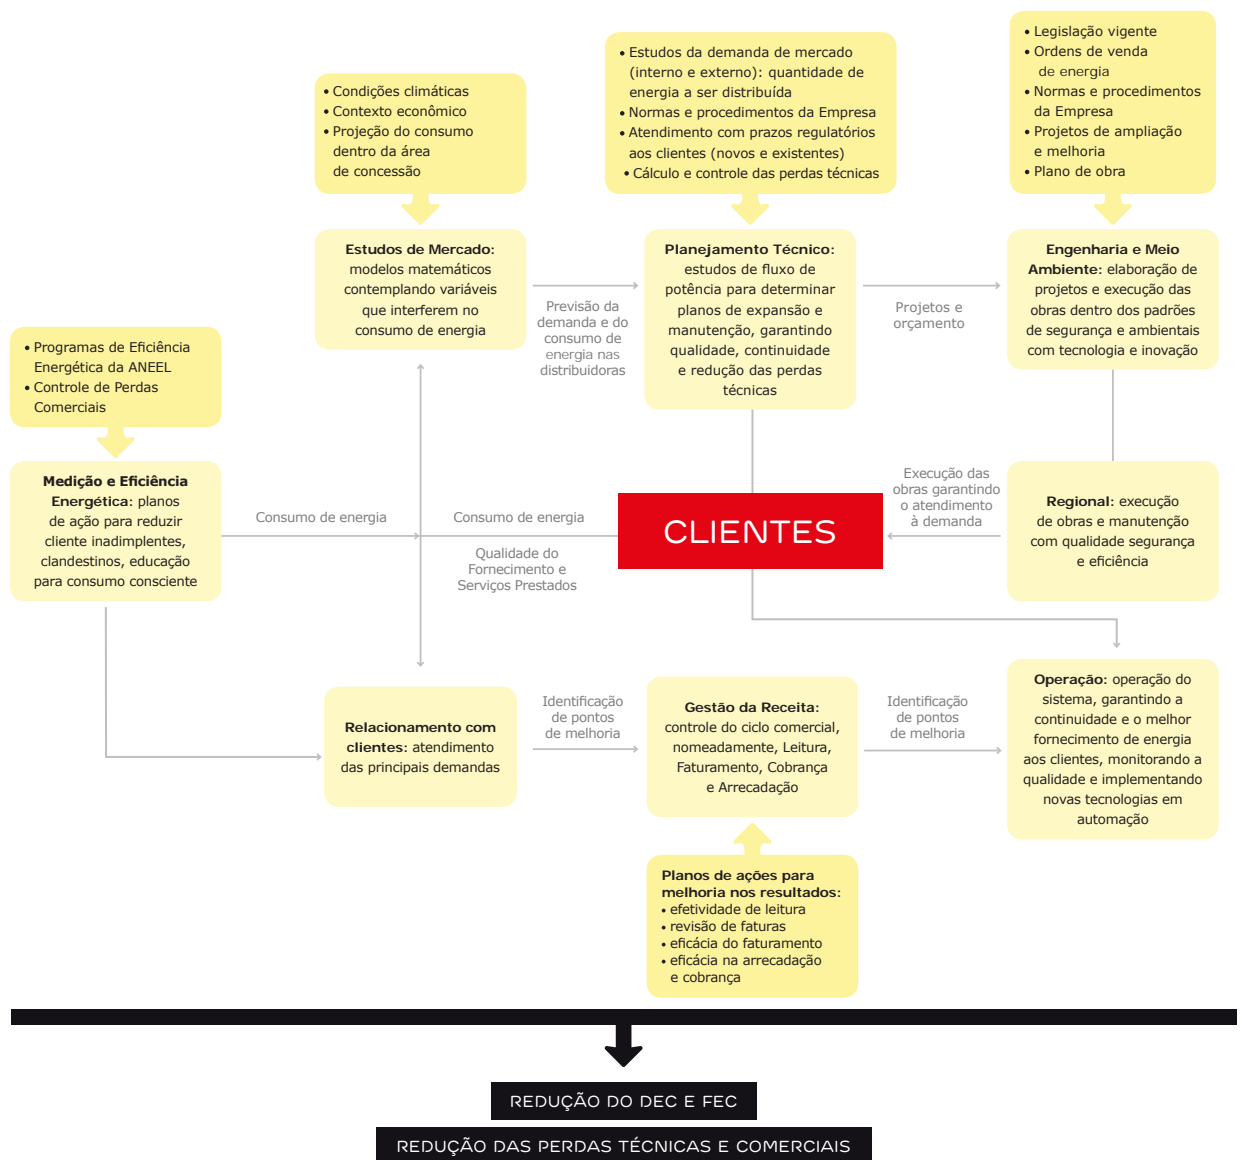 • Legislação vigente
• Ordens de venda
de energia
• Normas e procedimentos
da Empresa
• Projetos de ampliação
e melhoria
• Plano de obra
• Estudos da demanda de mercado
(interno e externo): quantidade de
energia a ser distribuída
• Normas e procedimentos da Empresa
• Atendimento com prazos regulatórios
aos clientes (novos e existentes)
• Cálculo e controle das perdas técnicas
• Condições climáticas
• Contexto econômico
• Projeção do consumo
dentro da área
de concessão
Estudos de Mercado:
modelos matemáticos
contemplando variáveis
que interferem no
consumo de energia
Previsão da
demanda e do
consumo de
energia nas
distribuidoras
Planejamento Técnico:
estudos de fluxo de
potência para determinar
planos de expansão e
manutenção, garantindo
qualidade, continuidade
e redução das perdas
técnicas
Projetos e
orçamento
Engenharia e Meio
Ambiente: elaboração de
projetos e execução das
obras dentro dos padrões
de segurança e ambientais
com tecnologia e inovação
• Programas de Eficiência
Energética da ANEEL
• Controle de Perdas
Comerciais
Medição e Eficiência
Energética: planos
de ação para reduzir
cliente inadimplentes,
clandestinos, educação
para consumo consciente
Consumo de energia
Consumo de energia
Qualidade do
Fornecimento e
Serviços Prestados
CLIENTES
Execução das
obras garantindo
o atendimento
à demanda
Regional: execução
de obras e manutenção
com qualidade segurança
e eficiência
Relacionamento com
clientes: atendimento
das principais demandas
Identificação
de pontos
de melhoria
Gestão da Receita:
controle do ciclo comercial,
nomeadamente, Leitura,
Faturamento, Cobrança
e Arrecadação
Identificação
de pontos
de melhoria
Operação: operação do
sistema, garantindo a
continuidade e o melhor
fornecimento de energia
aos clientes, monitorando a
qualidade e implementando
novas tecnologias em
automação
Planos de ações para
melhoria nos resultados:
• efetividade de leitura
• revisão de faturas
• eficácia do faturamento
• eficácia na arrecadação
e cobrança
REDUÇÃO DO DEC E FEC
REDUÇÃO DAS PERDAS TÉCNICAS E COMERCIAIS